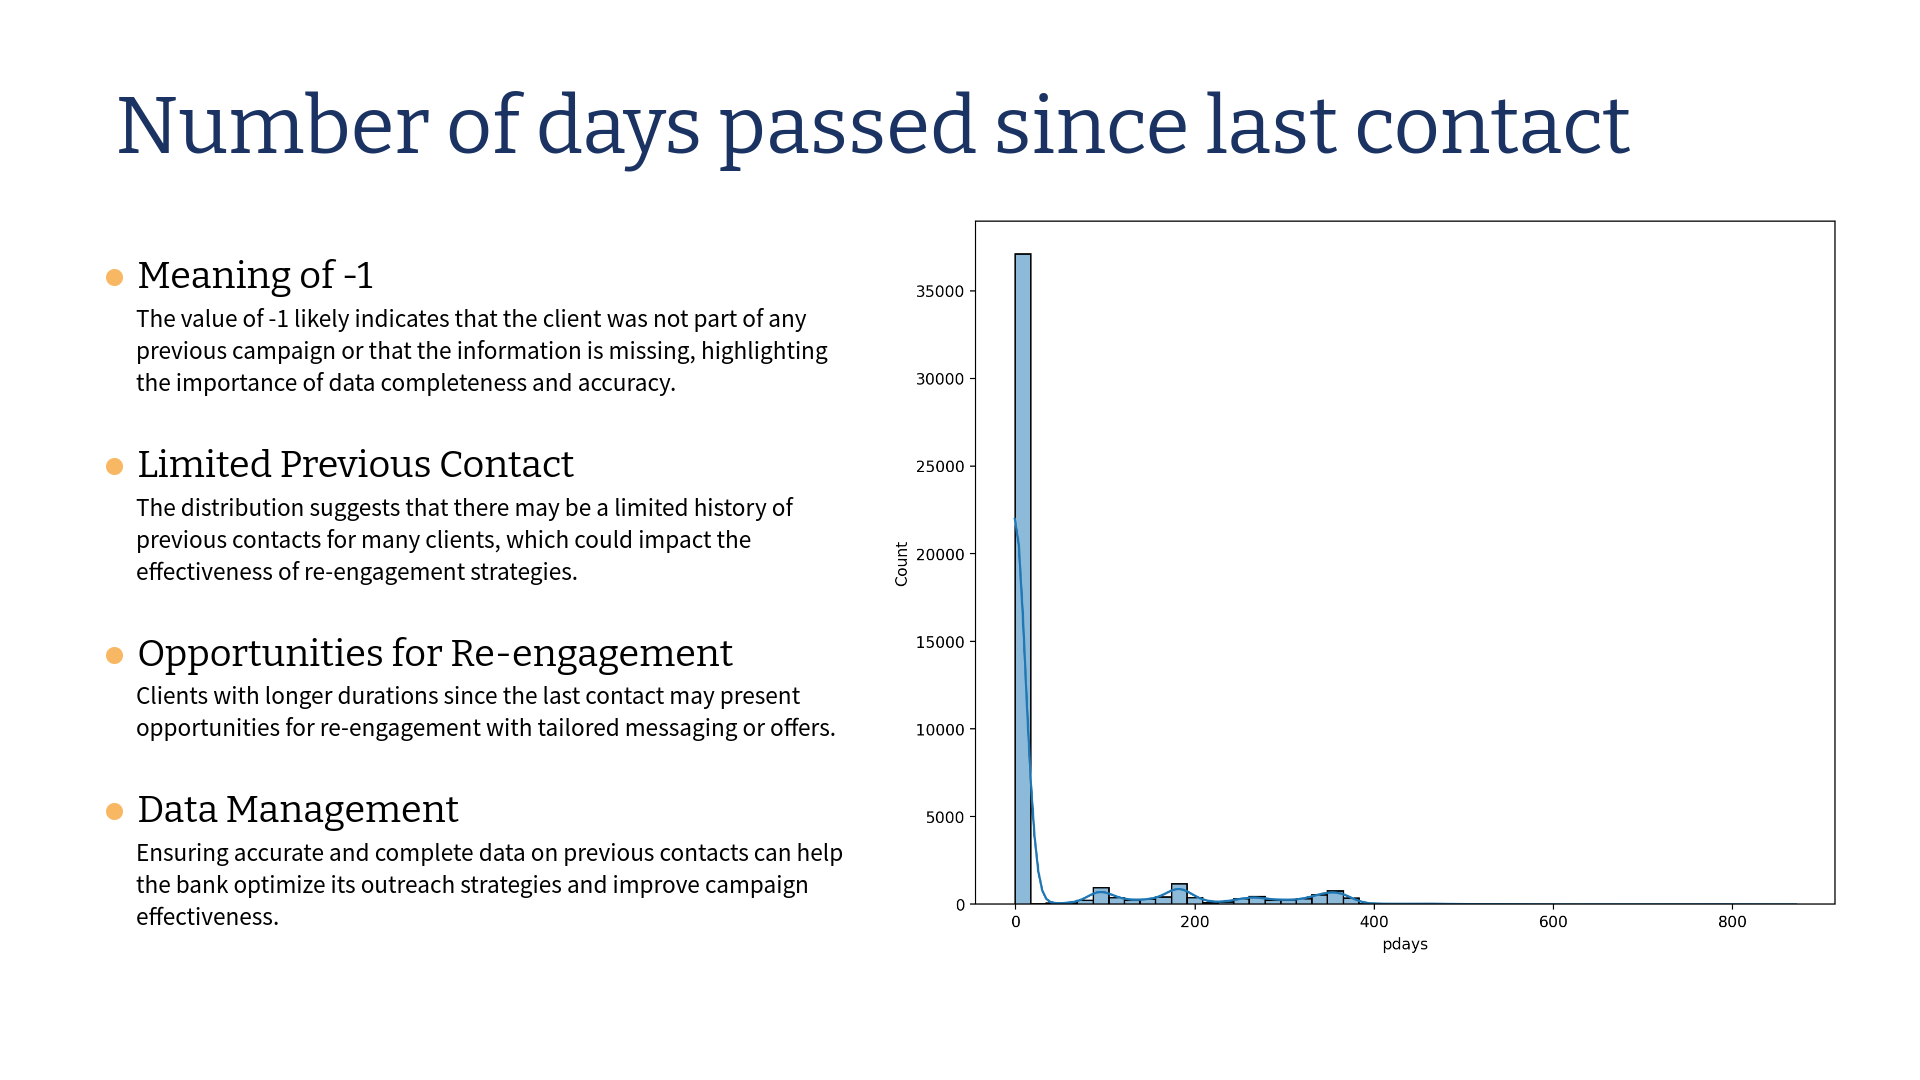 Number of days passed since last contact
Meaning of -1
The value of -1 likely indicates that the client was not part of any
previous campaign or that the information is missing, highlighting
the importance of data completeness and accuracy.
Limited Previous Contact
The distribution suggests that there may be a limited history of
previous contacts for many clients, which could impact the
effectiveness of re-engagement strategies.
Opportunities for Re-engagement
Clients with longer durations since the last contact may present
opportunities for re-engagement with tailored messaging or offers.
Data Management
Ensuring accurate and complete data on previous contacts can help
the bank optimize its outreach strategies and improve campaign
effectiveness.
Count
35000
30000
25000
20000
15000
10000
5000
0
0 200 400 600 800
pdays